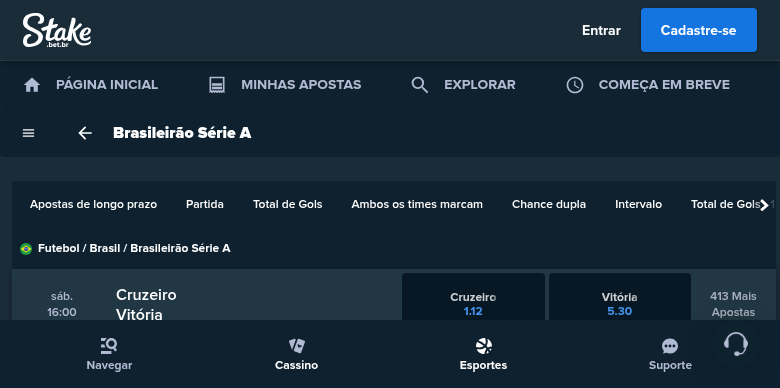 Stake
.bet.br
Entrar
Cadastre-se
PÁGINA INICIAL
MINHAS APOSTAS
EXPLORAR
COMEÇA EM BREVE
Brasileirão Série A
Apostas de longo prazo
Partida
Total de Gols
Ambos os times marcam
Chance dupla
Intervalo
Total de Gols
Futebol / Brasil / Brasileirão Série A
sáb.
16:00
Cruzeiro
Vitória
Cruzeiro
1.12
Vitória
5.30
413 Mais
Apostas
Navegar
Cassino
Esportes
Suporte